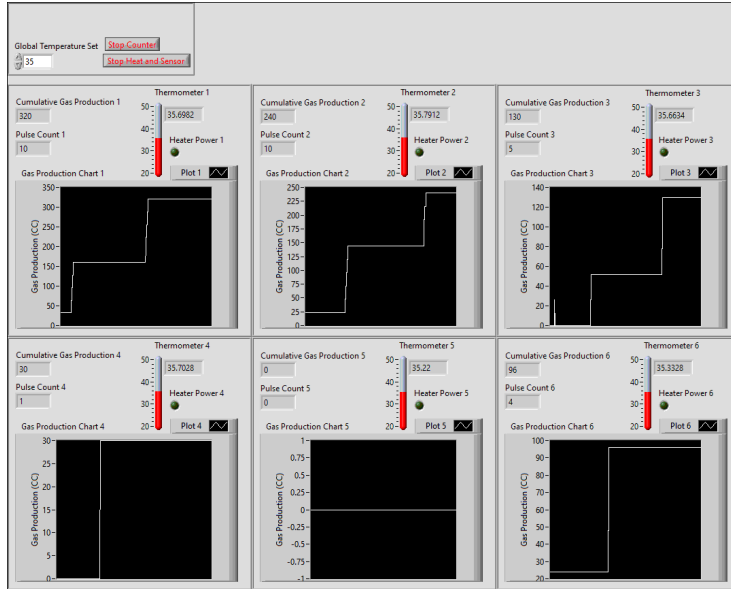 Global Temperature Set
35
Stop Counter
Stop Heat and Sensor
Cumulative Gas Production 1
320
Pulse Count 1
10
Thermometer 1
50
40
30
20
35.6982
Heater Power 1
Plot 1
Gas Production Chart 1
Gas Production (CC)
350
300
250
200
150
100
50
0
Cumulative Gas Production 2
240
Pulse Count 2
10
Thermometer 2
50
40
30
20
35.7912
Heater Power 2
Plot 2
Gas Production Chart 2
Gas Production (CC)
250
225
200
175
150
125
100
75
50
25
0
Cumulative Gas Production 3
130
Pulse Count 3
5
Thermometer 3
50
40
30
20
35.6634
Heater Power 3
Plot 3
Gas Production Chart 3
Gas Production (CC)
140
120
100
80
60
40
20
0
Cumulative Gas Production 4
30
Pulse Count 4
1
Thermometer 4
50
40
30
20
35.7028
Heater Power 4
Plot 4
Gas Production Chart 4
Gas Production (CC)
30
25
20
15
10
5
0
Cumulative Gas Production 5
0
Pulse Count 5
0
Thermometer 5
50
40
30
20
35.22
Heater Power 5
Plot 5
Gas Production Chart 5
Gas Production (CC)
1
0.75
0.5
0.25
0
-0.25
-0.5
-0.75
-1
Cumulative Gas Production 6
96
Pulse Count 6
4
Thermometer 6
50
40
30
20
35.3328
Heater Power 6
Plot 6
Gas Production Chart 6
Gas Production (CC)
100
90
80
70
60
50
40
30
20